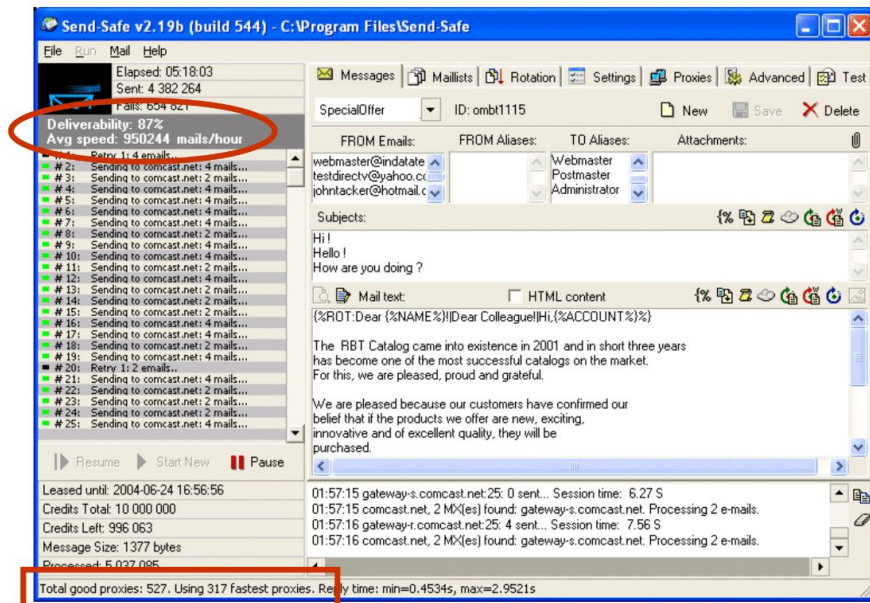 Send-Safe v2.19b (build 544) - C:\Program Files\Send-Safe
File Run Mail Help
Elapsed: 05:18:03
Sent: 4 382 264
Fails: 654 821
Deliverability: 87%
Avg speed: 950244 mails/hour
# 1: Retry 1: 4 emails..
# 2: Sending to comcast.net: 4 mails...
# 3: Sending to comcast.net: 2 mails...
# 4: Sending to comcast.net: 4 mails...
# 5: Sending to comcast.net: 4 mails...
# 6: Sending to comcast.net: 4 mails...
# 7: Sending to comcast.net: 4 mails...
# 8: Sending to comcast.net: 2 mails...
# 9: Sending to comcast.net: 4 mails...
# 10: Sending to comcast.net: 4 mails...
# 11: Sending to comcast.net: 2 mails...
# 12: Sending to comcast.net: 4 mails...
# 13: Sending to comcast.net: 2 mails...
# 14: Sending to comcast.net: 2 mails...
# 15: Sending to comcast.net: 2 mails...
# 16: Sending to comcast.net: 4 mails...
# 17: Sending to comcast.net: 4 mails...
# 18: Sending to comcast.net: 2 mails...
# 19: Sending to comcast.net: 4 mails...
# 20: Retry 1: 2 emails..
# 21: Sending to comcast.net: 4 mails...
# 22: Sending to comcast.net: 2 mails...
# 23: Sending to comcast.net: 2 mails...
# 24: Sending to comcast.net: 2 mails...
# 25: Sending to comcast.net: 4 mails...
Resume Start New Pause
Leased until: 2004-06-24 16:56:56
Credits Total: 10 000 000
Credits Left: 996 063
Message Size: 1377 bytes
Processed: 5 037 085
Messages Maillists Rotation Settings Proxies Advanced Test
SpecialOffer ID: ombt1115 New Save Delete
FROM Emails: FROM Aliases: TO Aliases: Attachments:
webmaster@indatate Webmaster
testdirectv@yahoo.cc Postmaster
johntacker@hotmail.c Administrator
Subjects:
Hi !
Hello !
How are you doing ?
Mail text: HTML content
{%ROT:Dear {%NAME%}!|Dear Colleague!|Hi,{%ACCOUNT%}%}
The RBT Catalog came into existence in 2001 and in short three years
has become one of the most successful catalogs on the market.
For this, we are pleased, proud and grateful.
We are pleased because our customers have confirmed our
belief that if the products we offer are new, exciting,
innovative and of excellent quality, they will be
purchased.
01:57:15 gateway-s.comcast.net:25: 0 sent... Session time: 6.27 S
01:57:15 comcast.net, 2 MX(es) found: gateway-s.comcast.net. Processing 2 e-mails.
01:57:16 gateway-r.comcast.net:25: 4 sent... Session time: 7.56 S
01:57:16 comcast.net, 2 MX(es) found: gateway-s.comcast.net. Processing 2 e-mails.
Total good proxies: 527. Using 317 fastest proxies. Reply time: min=0.4534s, max=2.9521s